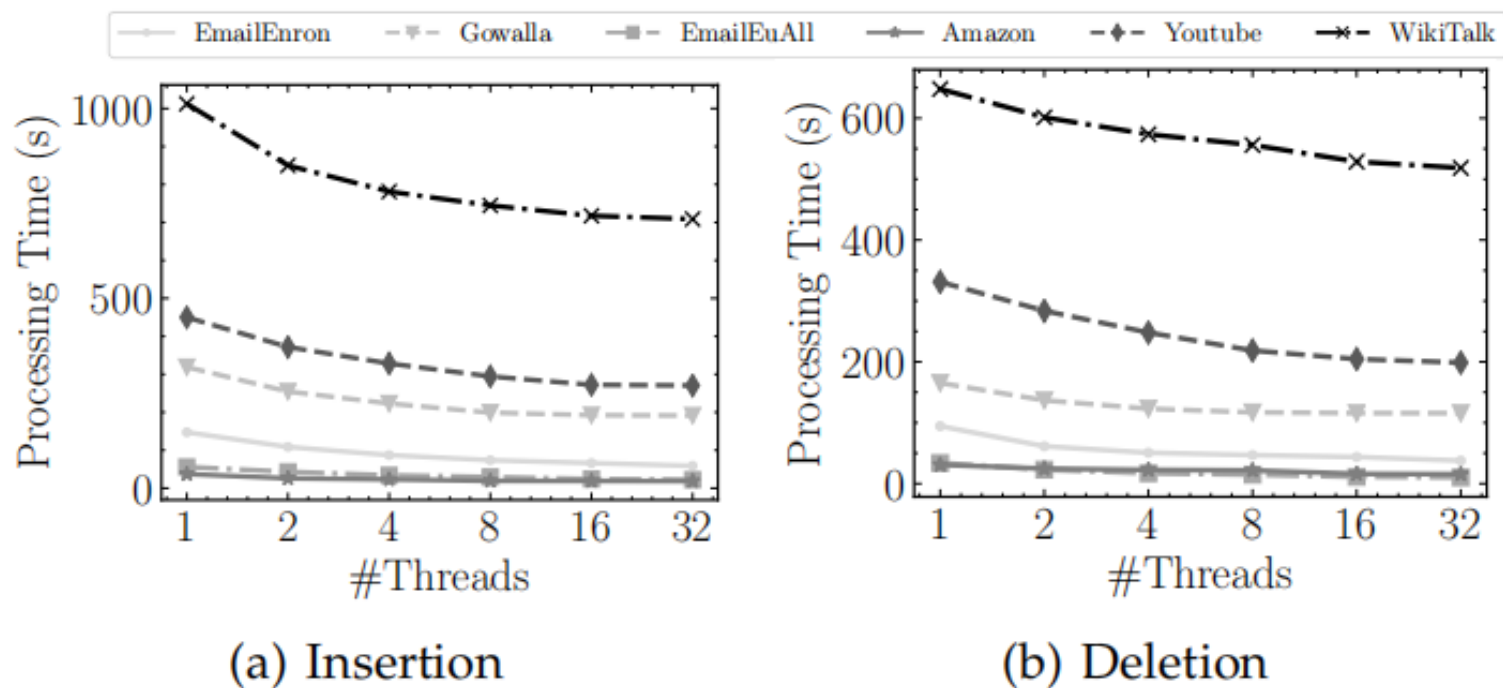 EmailEnron Gowalla EmailEuAll Amazon Youtube WikiTalk
Processing Time (s)
1000
500
0
1 2 4 8 16 32
#Threads
(a) Insertion
Processing Time (s)
600
400
200
0
1 2 4 8 16 32
#Threads
(b) Deletion